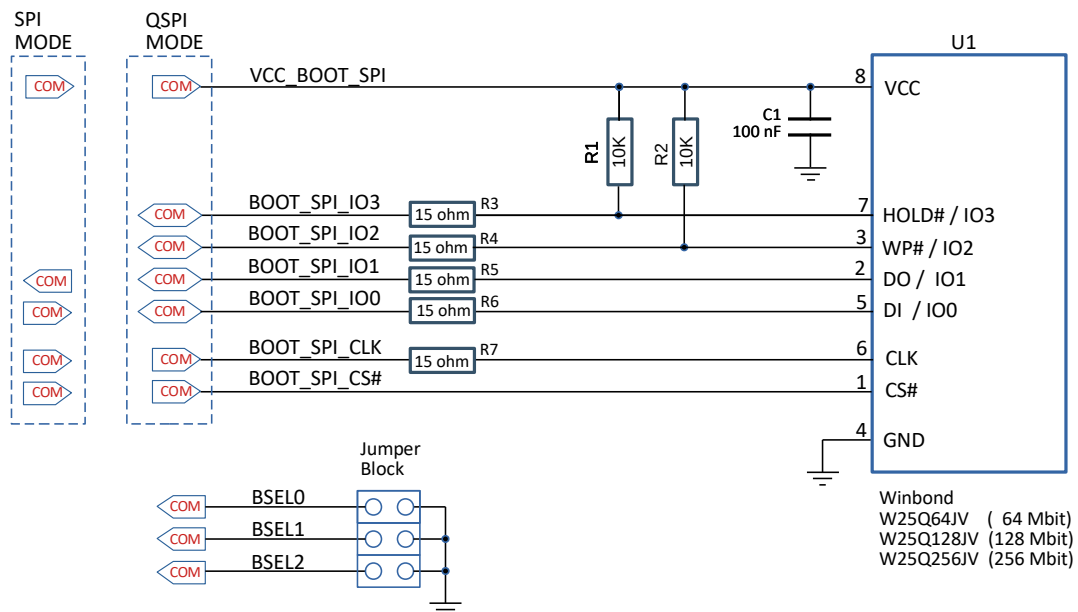 SPI
MODE
QSPI
MODE
U1
COM
COM
VCC_BOOT_SPI
8
VCC
C1
100 nF
R1
10K
R2
10K
COM
BOOT_SPI_IO3
15 ohm
R3
7
HOLD# / IO3
COM
BOOT_SPI_IO2
15 ohm
R4
3
WP# / IO2
COM
COM
BOOT_SPI_IO1
15 ohm
R5
2
DO / IO1
COM
COM
BOOT_SPI_IO0
15 ohm
R6
5
DI / IO0
COM
COM
BOOT_SPI_CLK
15 ohm
R7
6
CLK
COM
COM
BOOT_SPI_CS#
1
CS#
4
GND
Jumper
Block
COM
BSEL0
COM
BSEL1
COM
BSEL2
Winbond
W25Q64JV ( 64 Mbit)
W25Q128JV (128 Mbit)
W25Q256JV (256 Mbit)